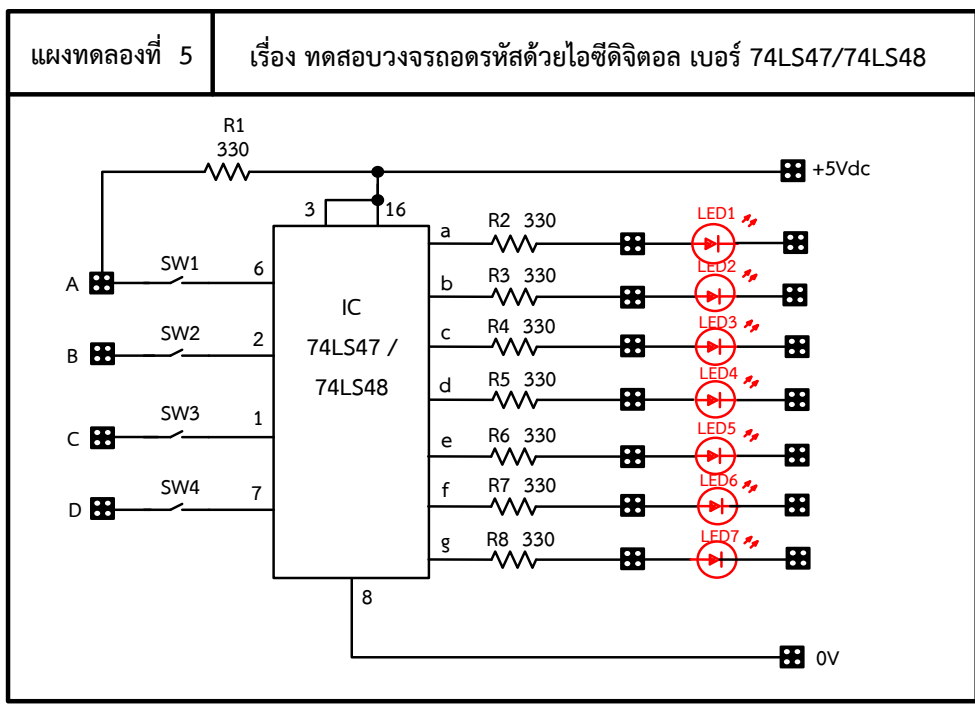 แผงทดลองที่ 5
เรื่อง ทดสอบวงจรถอดรหัสด้วยไอซีดิจิตอล เบอร์ 74LS47/74LS48
R1
330
+5Vdc
3
16
A
SW1
6
B
SW2
2
C
SW3
1
D
SW4
7
IC
74LS47 /
74LS48
a
R2 330
LED1
b
R3 330
LED2
c
R4 330
LED3
d
R5 330
LED4
e
R6 330
LED5
f
R7 330
LED6
g
R8 330
LED7
8
0V